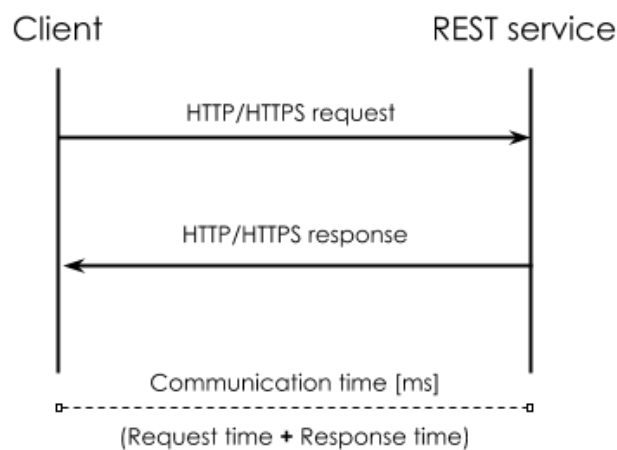 Client
REST service
HTTP/HTTPS request
HTTP/HTTPS response
Communication time [ms]
(Request time + Response time)